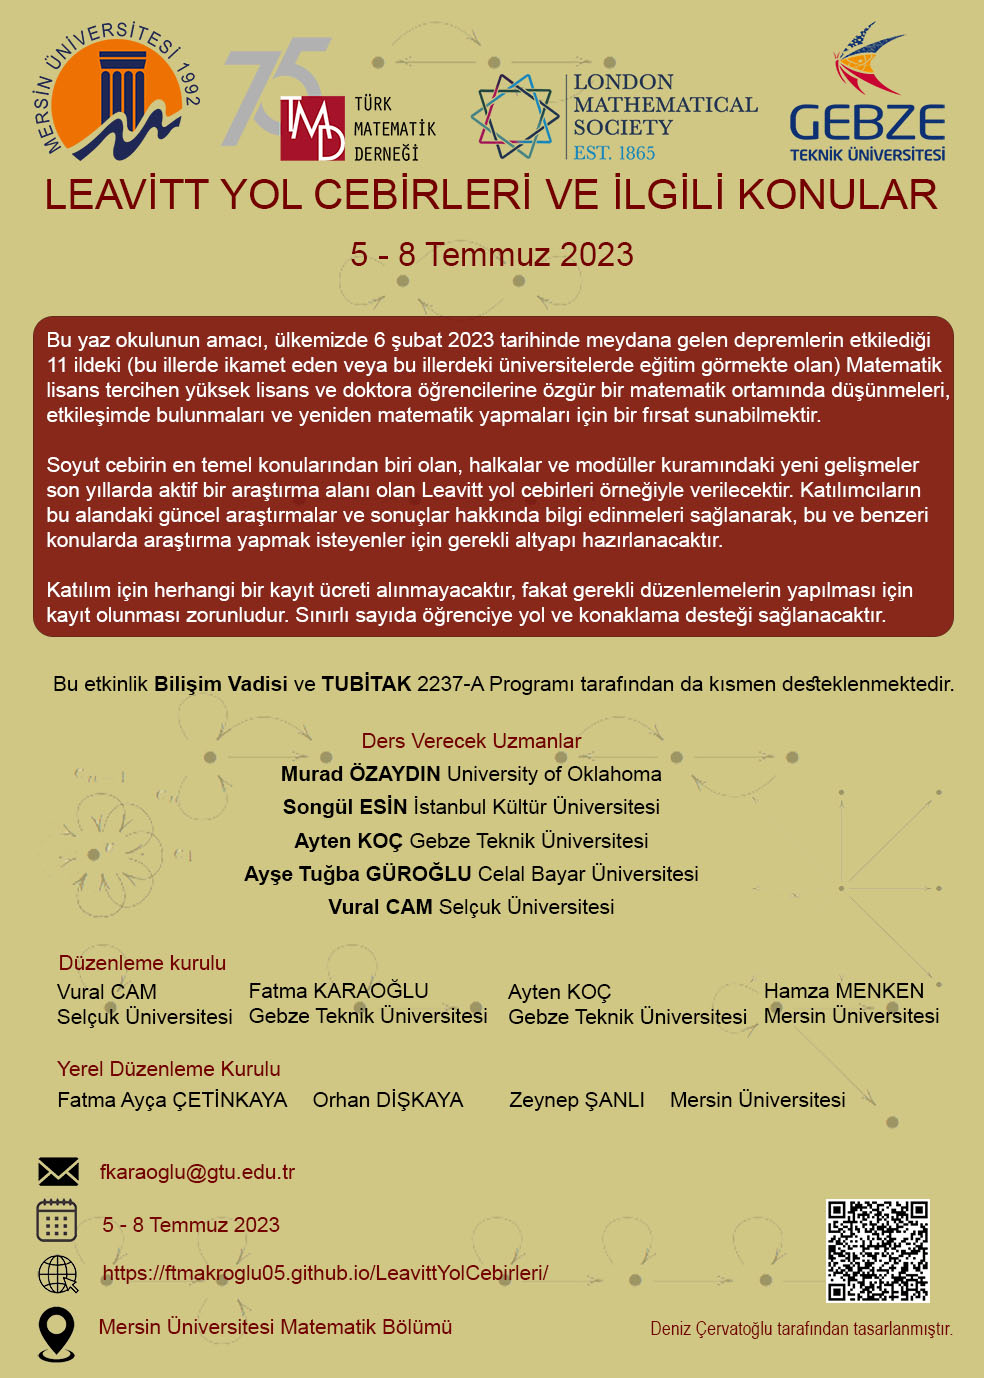 MERSİN ÜNİVERSİTESİ 1992
75
TMD
TÜRK
MATEMATİK
DERNEĞİ
LONDON
MATHEMATICAL
SOCIETY
EST. 1865
GEBZE
TEKNİK ÜNİVERSİTESİ
LEAVİTT YOL CEBİRLERİ VE İLGİLİ KONULAR
5 - 8 Temmuz 2023
Bu yaz okulunun amacı, ülkemizde 6 şubat 2023 tarihinde meydana gelen depremlerin etkilediği
11 ildeki (bu illerde ikamet eden veya bu illerdeki üniversitelerde eğitim görmekte olan) Matematik
lisans tercihen yüksek lisans ve doktora öğrencilerine özgür bir matematik ortamında düşünmeleri,
etkileşimde bulunmaları ve yeniden matematik yapmaları için bir fırsat sunabilmektir.
Soyut cebirin en temel konularından biri olan, halkalar ve modüller kuramındaki yeni gelişmeler
son yıllarda aktif bir araştırma alanı olan Leavitt yol cebirleri örneğiyle verilecektir. Katılımcıların
bu alandaki güncel araştırmalar ve sonuçlar hakkında bilgi edinmeleri sağlanarak, bu ve benzeri
konularda araştırma yapmak isteyenler için gerekli altyapı hazırlanacaktır.
Katılım için herhangi bir kayıt ücreti alınmayacaktır, fakat gerekli düzenlemelerin yapılması için
kayıt olunması zorunludur. Sınırlı sayıda öğrenciye yol ve konaklama desteği sağlanacaktır.
Bu etkinlik Bilişim Vadisi ve TUBİTAK 2237-A Programı tarafından da kısmen desteklenmektedir.
Ders Verecek Uzmanlar
Murad ÖZAYDIN University of Oklahoma
Songül ESİN İstanbul Kültür Üniversitesi
Ayten KOÇ Gebze Teknik Üniversitesi
Ayşe Tuğba GÜROĞLU Celal Bayar Üniversitesi
Vural CAM Selçuk Üniversitesi
Düzenleme kurulu
Vural CAM Fatma KARAOĞLU Ayten KOÇ Hamza MENKEN
Selçuk Üniversitesi Gebze Teknik Üniversitesi Gebze Teknik Üniversitesi Mersin Üniversitesi
Yerel Düzenleme Kurulu
Fatma Ayça ÇETİNKAYA Orhan DİŞKAYA Zeynep ŞANLI Mersin Üniversitesi
fkaraoglu@gtu.edu.tr
5 - 8 Temmuz 2023
https://ftmakroglu05.github.io/LeavittYolCebirleri/
Mersin Üniversitesi Matematik Bölümü
Deniz Çervatoğlu tarafından tasarlanmıştır.